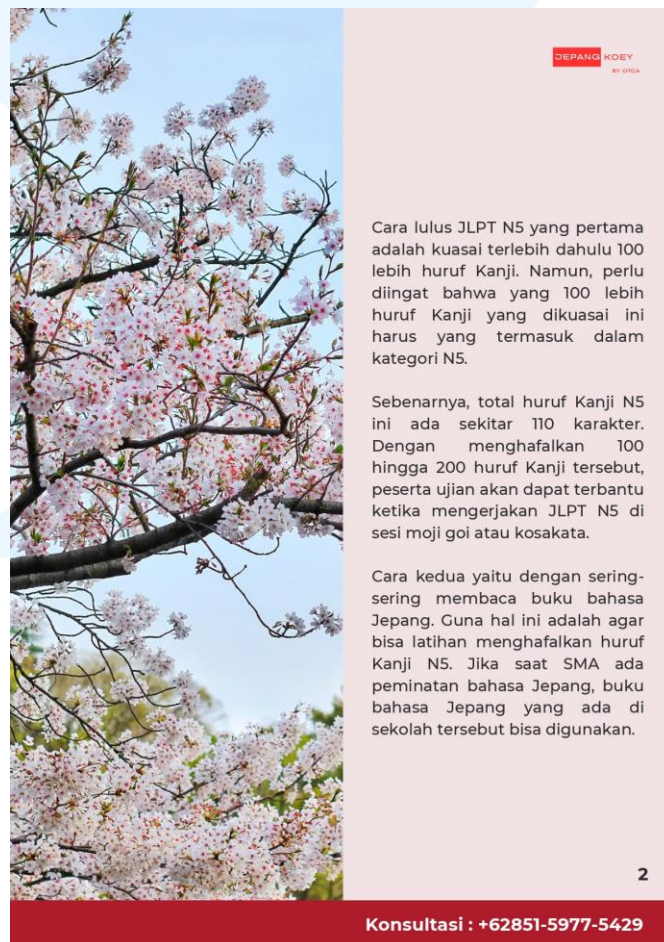 JEPANG KOEY
BY OTGA
Cara lulus JLPT N5 yang pertama
adalah kuasai terlebih dahulu 100
lebih huruf Kanji. Namun, perlu
diingat bahwa yang 100 lebih
huruf Kanji yang dikuasai ini
harus yang termasuk dalam
kategori N5.
Sebenarnya, total huruf Kanji N5
ini ada sekitar 110 karakter.
Dengan menghafalkan 100
hingga 200 huruf Kanji tersebut,
peserta ujian akan dapat terbantu
ketika mengerjakan JLPT N5 di
sesi moji goi atau kosakata.
Cara kedua yaitu dengan sering-
sering membaca buku bahasa
Jepang. Guna hal ini adalah agar
bisa latihan menghafalkan huruf
Kanji N5. Jika saat SMA ada
peminatan bahasa Jepang, buku
bahasa Jepang yang ada di
sekolah tersebut bisa digunakan.
2
Konsultasi : +62851-5977-5429